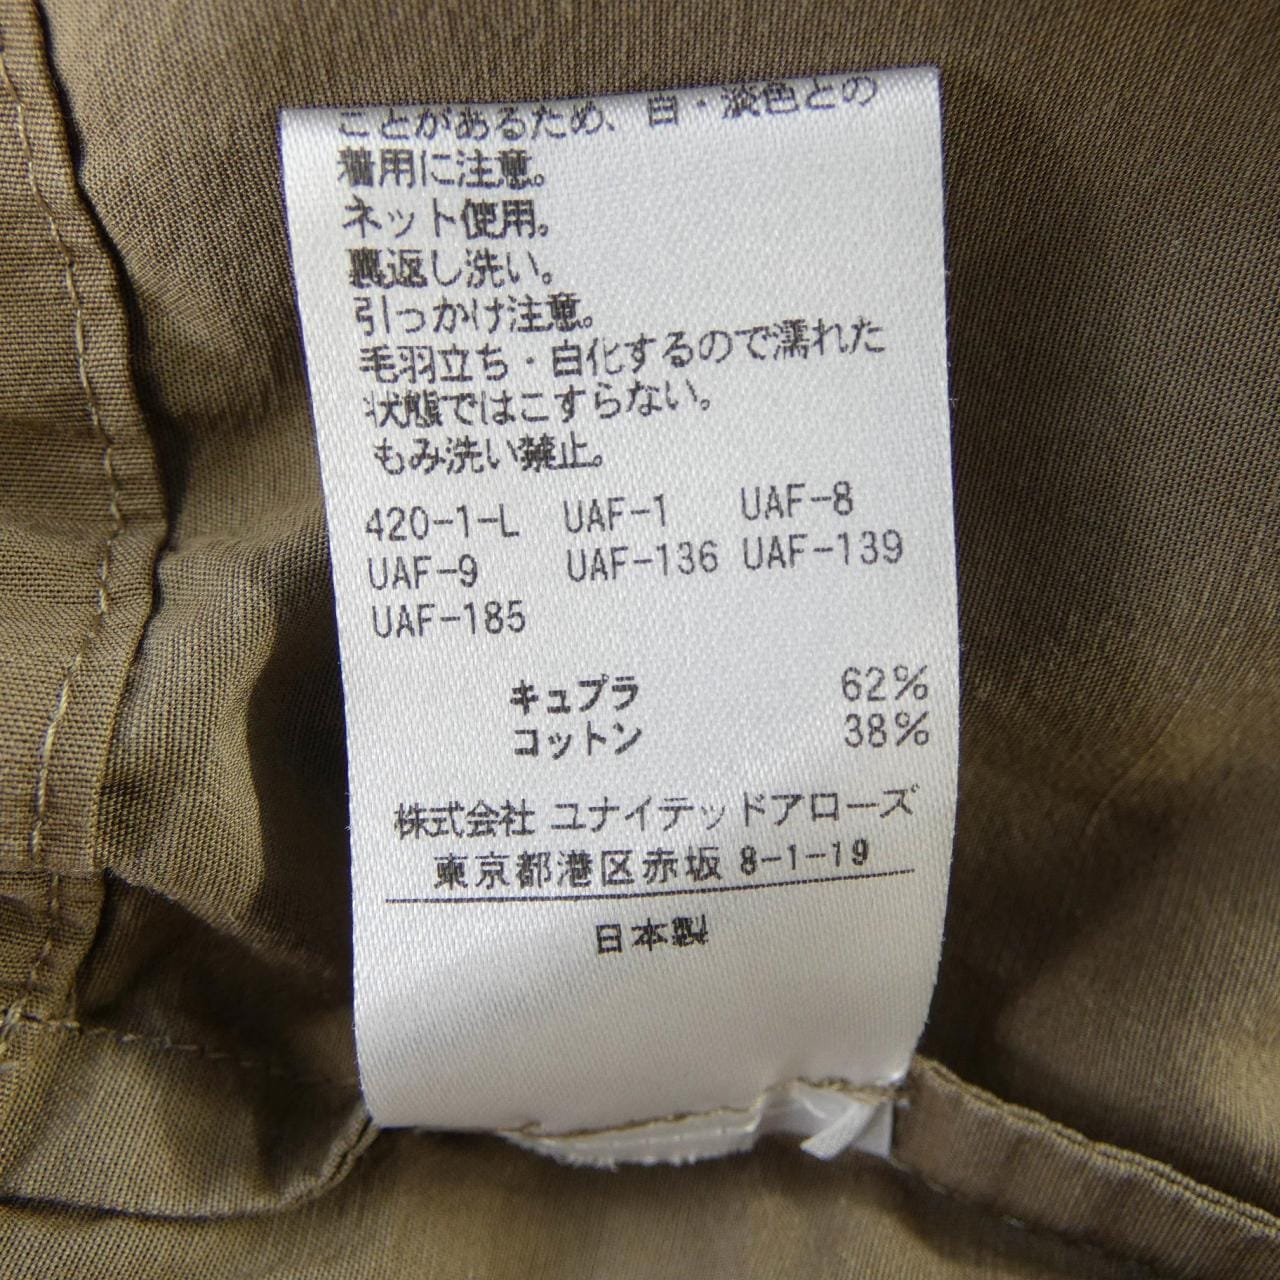 ことがあるため、白・淡色との
着用に注意。
ネット使用。
裏返し洗い。
引っかけ注意。
毛羽立ち・白化するので濡れた
状態ではこすらない。
もみ洗い禁止。
420-1-L UAF-1 UAF-8
UAF-9 UAF-136 UAF-139
UAF-185
キュプラ 62%
コットン 38%
株式会社 ユナイテッドアローズ
東京都港区赤坂 8-1-19
日本製